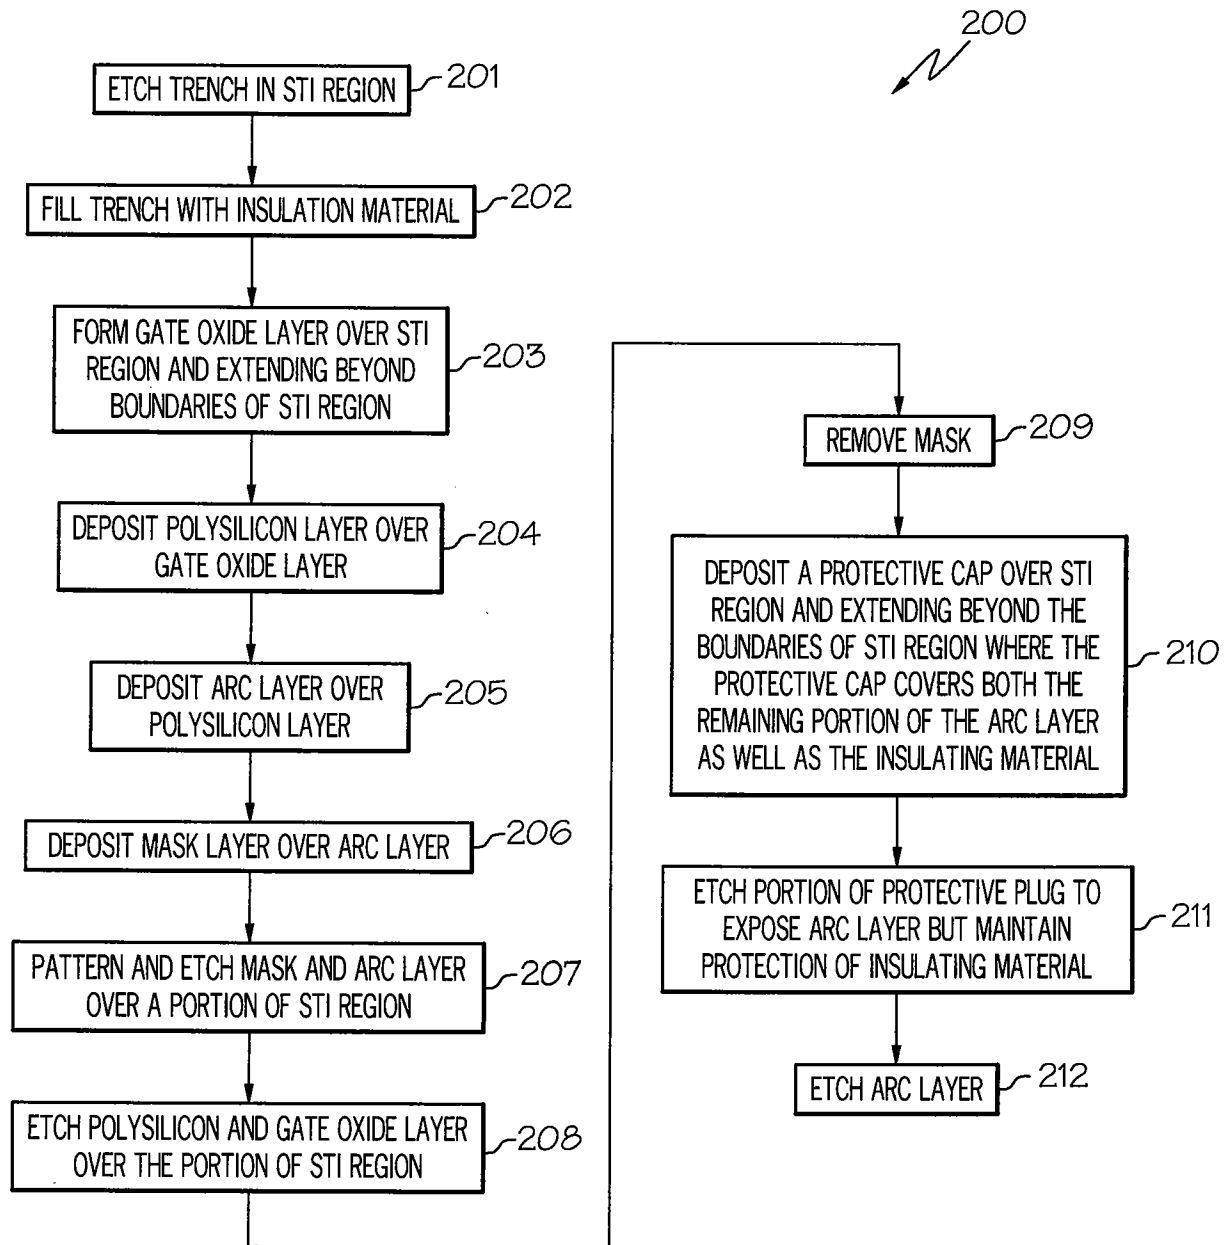 200
ETCH TRENCH IN STI REGION
201
FILL TRENCH WITH INSULATION MATERIAL
202
FORM GATE OXIDE LAYER OVER STI
REGION AND EXTENDING BEYOND
BOUNDARIES OF STI REGION
203
DEPOSIT POLYSILICON LAYER OVER
GATE OXIDE LAYER
204
DEPOSIT ARC LAYER OVER
POLYSILICON LAYER
205
DEPOSIT MASK LAYER OVER ARC LAYER
206
PATTERN AND ETCH MASK AND ARC LAYER
OVER A PORTION OF STI REGION
207
ETCH POLYSILICON AND GATE OXIDE LAYER
OVER THE PORTION OF STI REGION
208
REMOVE MASK
209
DEPOSIT A PROTECTIVE CAP OVER STI
REGION AND EXTENDING BEYOND THE
BOUNDARIES OF STI REGION WHERE THE
PROTECTIVE CAP COVERS BOTH THE
REMAINING PORTION OF THE ARC LAYER
AS WELL AS THE INSULATING MATERIAL
210
ETCH PORTION OF PROTECTIVE PLUG TO
EXPOSE ARC LAYER BUT MAINTAIN
PROTECTION OF INSULATING MATERIAL
211
ETCH ARC LAYER
212